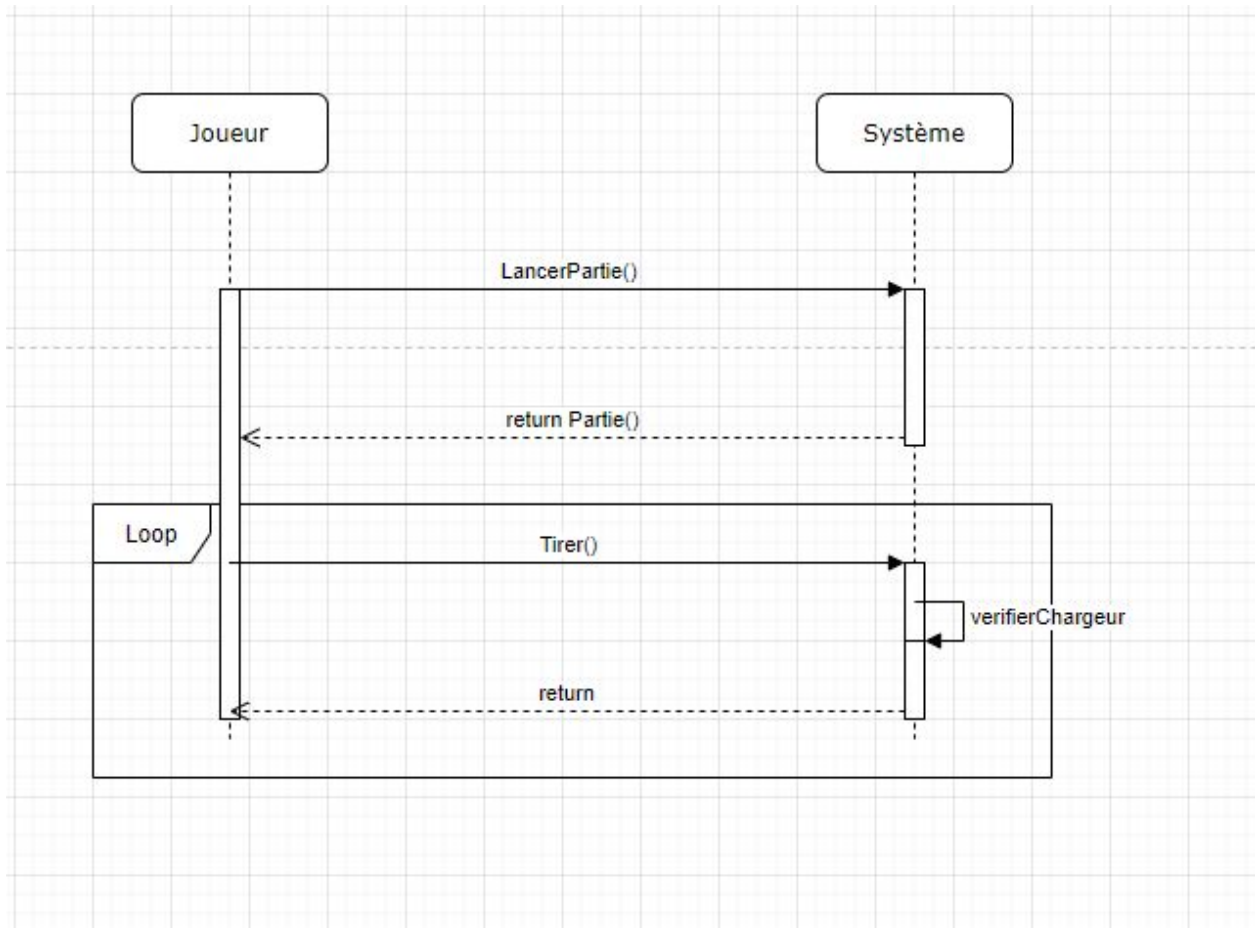 Joueur
Système
LancerPartie()
return Partie()
Loop
Tirer()
verifierChargeur
return